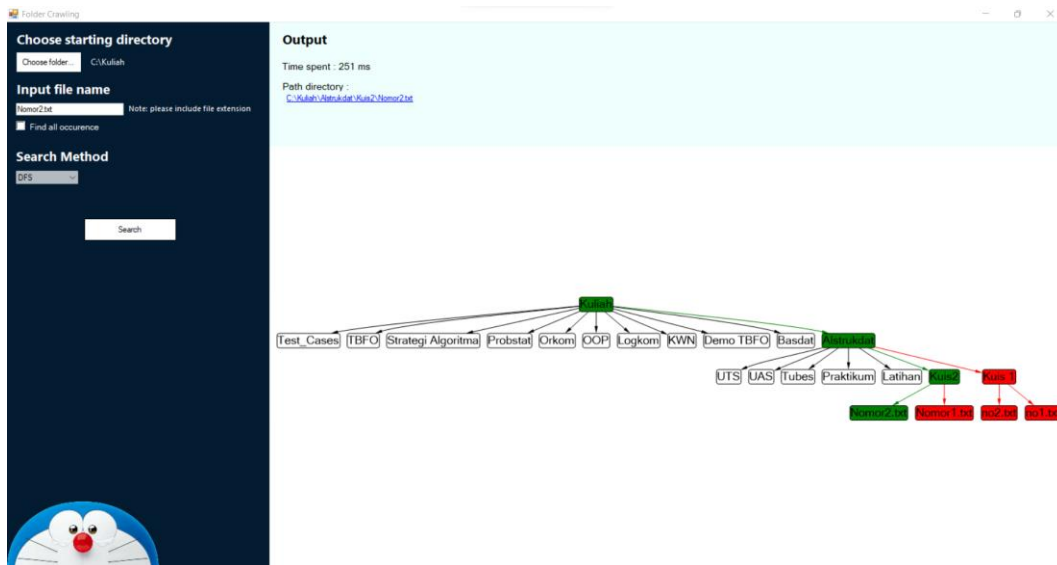 Folder Crawling
Choose starting directory
Choose folder... C:\Kuliah
Input file name
Nomor2.txt Note: please include file extension
Find all occurence
Search Method
DFS
Search
Output
Time spent : 251 ms
Path directory :
C:\Kuliah\Alstrukdat\Kuis2\Nomor2.txt
Kuliah
Test_Cases TBFO Strategi Algoritma Probstat Orkom OOP Logkom KWN Demo TBFO Basdat Alstrukdat
UTS UAS Tubes Praktikum Latihan Kuis2 Kuis 1
Nomor2.txt Nomor1.txt no2.txt no1.tx